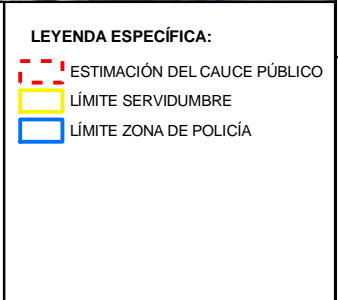 LEYENDA ESPECÍFICA:
ESTIMACIÓN DEL CAUCE PÚBLICO
LÍMITE SERVIDUMBRE
LÍMITE ZONA DE POLICÍA